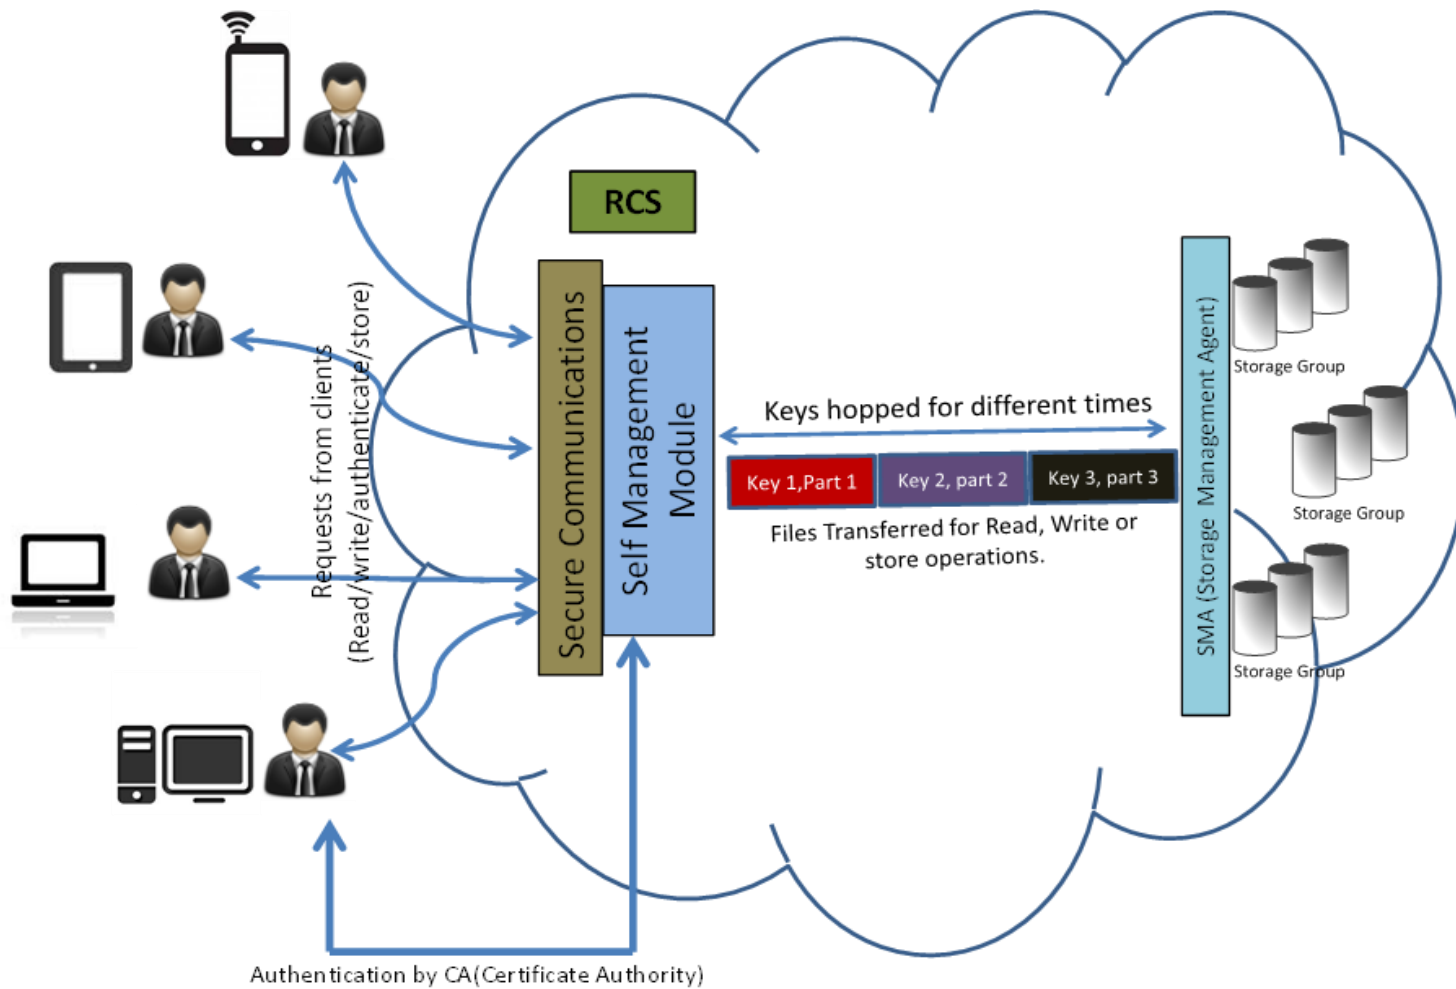 RCS
Requests from clients
(Read/write/authenticate/store)
Secure Communications
Self Management
Module
Keys hopped for different times
Key 1,Part 1
Key 2, part 2
Key 3, part 3
Files Transferred for Read, Write or
store operations.
SMA (Storage Management Agent)
Storage Group
Storage Group
Storage Group
Authentication by CA(Certificate Authority)